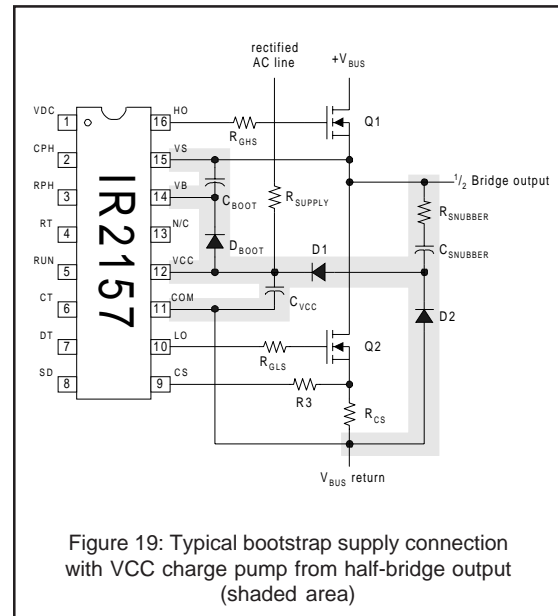 rectified
AC line
+VBUS
VDC 1
CPH 2
RPH 3
RT 4
RUN 5
CT 6
DT 7
SD 8
IR2157
16 HO
15 VS
14 VB
13 N/C
12 VCC
11 COM
10 LO
9 CS
RGHS
Q1
1/2 Bridge output
CBOOT
RSUPPLY
RSNUBBER
DBOOT
D1
CSNUBBER
CVCC
D2
Q2
RGLS
R3
RCS
VBUS return
Figure 19: Typical bootstrap supply connection
with VCC charge pump from half-bridge output
(shaded area)